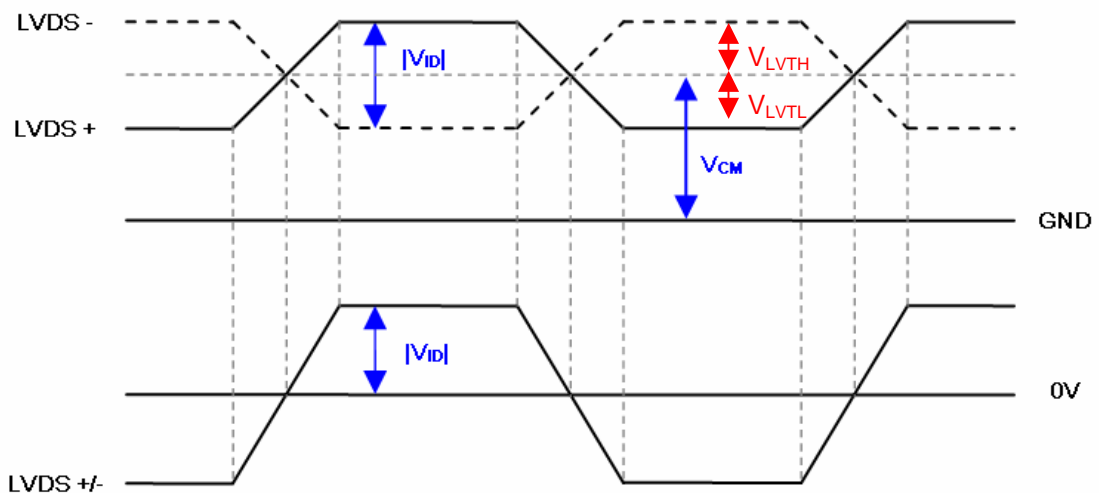 LVDS -
|VID|
VLVTH
VLVTL
LVDS +
VCM
GND
|VID|
0V
LVDS +/-